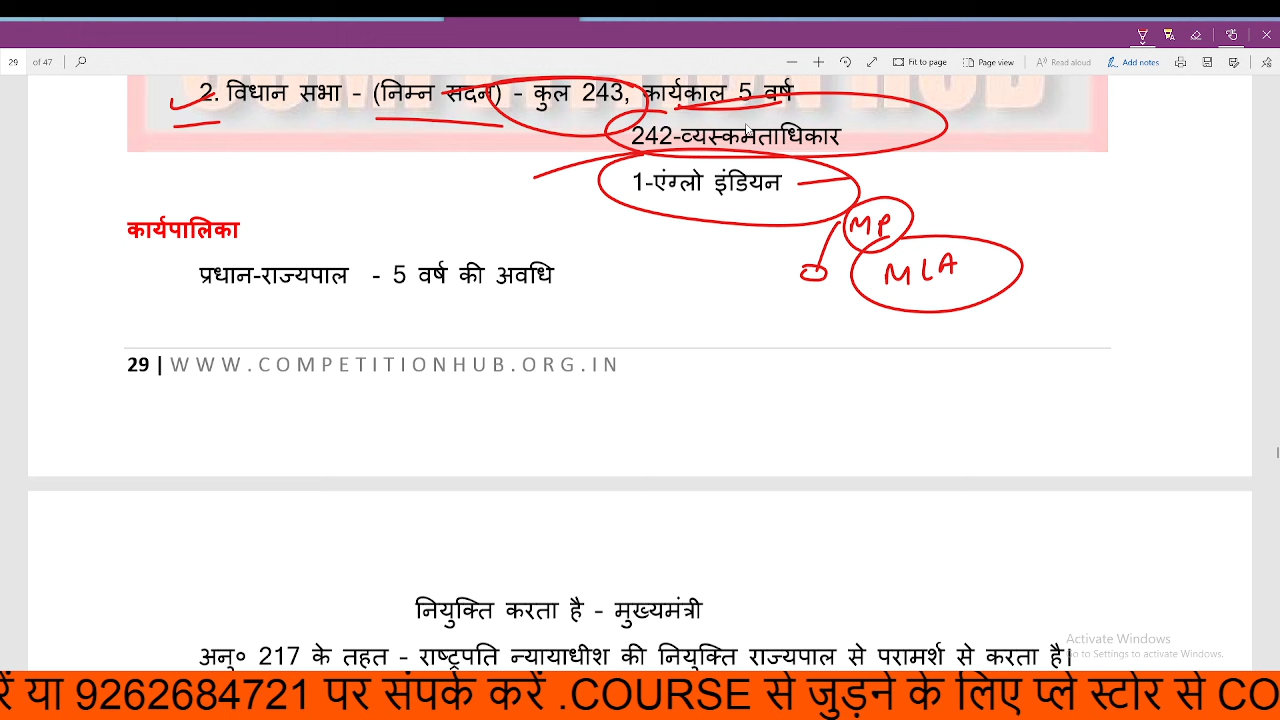 29 of 47 Fit to page Page view Read aloud Add notes
COMPETITION HUB
2. विधान सभा - (निम्न सदन) - कुल 243, कार्यकाल 5 वर्ष
242-व्यस्कमताधिकार
1-एंग्लो इंडियन
MP
कार्यपालिका
MLA
प्रधान-राज्यपाल - 5 वर्ष की अवधि
29 | WWW.COMPETITIONHUB.ORG.IN
नियुक्ति करता है - मुख्यमंत्री
Activate Windows
अनु॰ 217 के तहत - राष्ट्रपति न्यायाधीश की नियुक्ति राज्यपाल से परामर्श से करता है।
Go to Settings to activate Windows.
रें या 9262684721 पर संपर्क करें .COURSE से जुड़ने के लिए प्ले स्टोर से CO